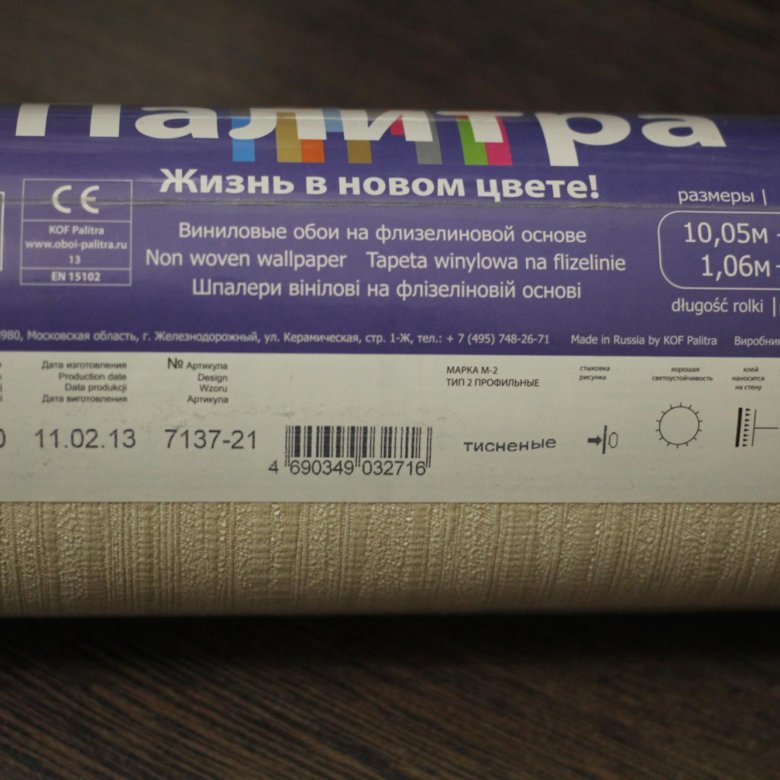 Палитра
Жизнь в новом цвете!
CE
KOF Palitra
www.oboi-palitra.ru
13
EN 15102
Виниловые обои на флизелиновой основе
Non woven wallpaper Tapeta winylowa na flizelinie
Шпалери вінілові на флізеліновій основі
размеры |
10,05м
1,06м
długość rolki |
Московская область, г. Железнодорожный, ул. Керамическая, стр. 1-Ж, тел.: + 7 (495) 748-26-71 Made in Russia by KOF Palitra
Дата изготовления
Production date
Data produkcji
Дата виготовлення
11.02.13
№ Артикула
Design
Wzoru
Артикула
7137-21
4 690349 032716
МАРКА М-2
ТИП 2 ПРОФИЛЬНЫЕ
тисненые
стыковка
рисунка
0
хорошая
светоустойчивость
клей
наносится
на стену